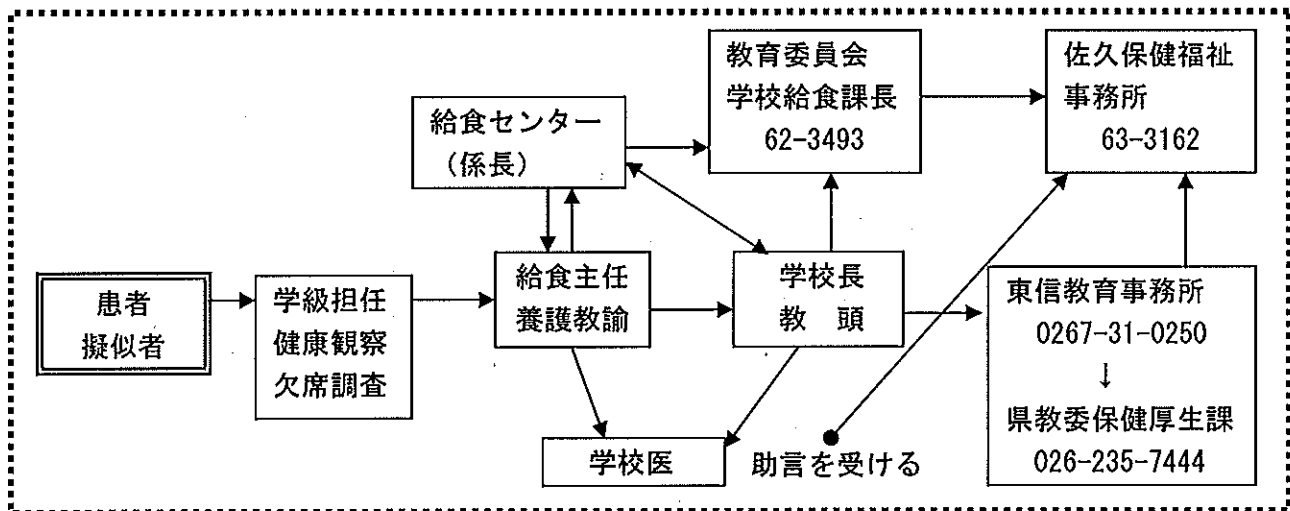 教育委員会
学校給食課長
62-3493
佐久保健福祉
事務所
63-3162
給食センター
（係長）
患者
擬似者
学級担任
健康観察
欠席調査
給食主任
養護教諭
学校長
教　頭
東信教育事務所
0267-31-0250
↓
県教委保健厚生課
026-235-7444
学校医
助言を受ける